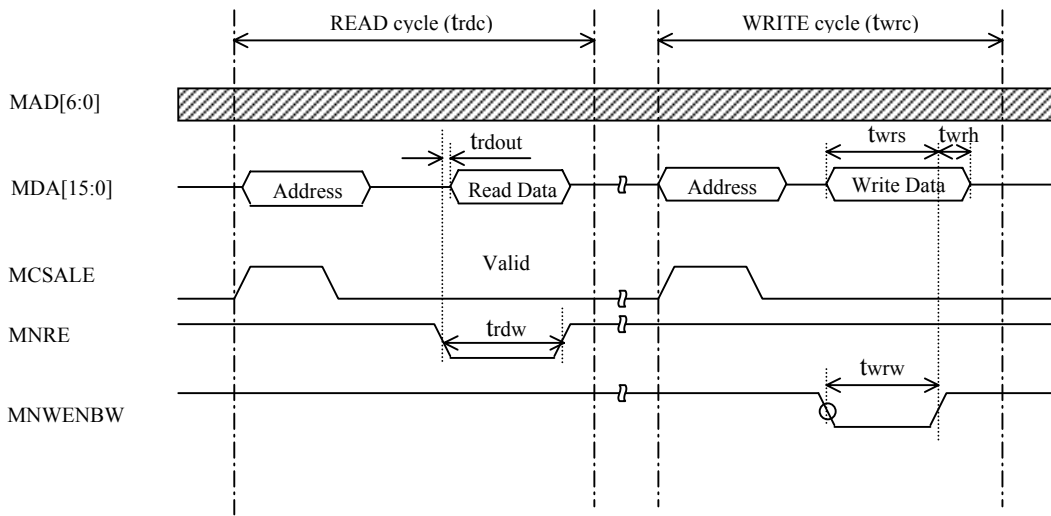 READ cycle (trdc) WRITE cycle (twrc)
MAD[6:0]
trdout twrs twrh
MDA[15:0] Address Read Data Address Write Data
Valid
MCSALE
MNRE trdw
twrw
MNWENBW